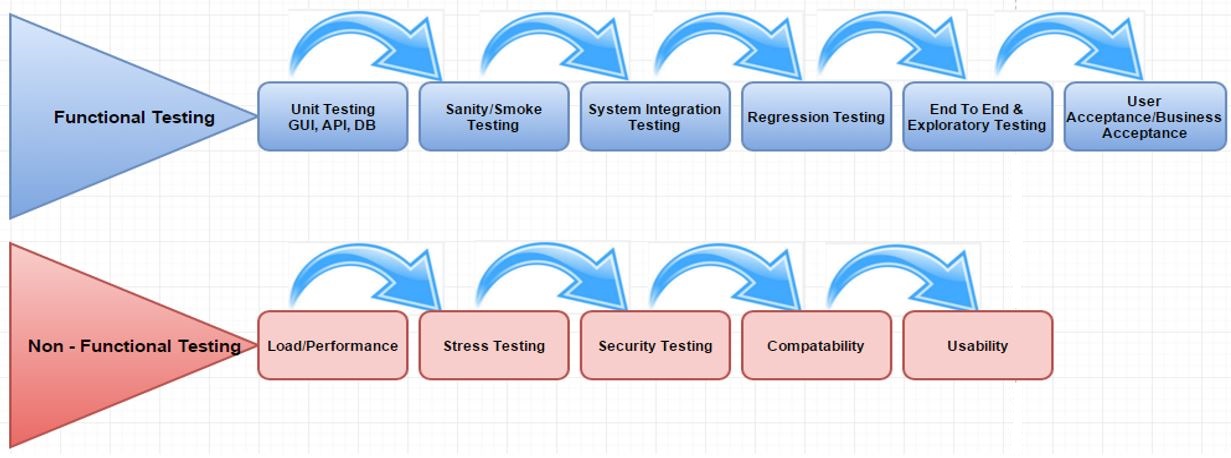 Functional Testing
Unit Testing
GUI, API, DB
Sanity/Smoke
Testing
System Integration
Testing
Regression Testing
End To End &
Exploratory Testing
User
Acceptance/Business
Acceptance
Non - Functional Testing
Load/Performance
Stress Testing
Security Testing
Compatability
Usability